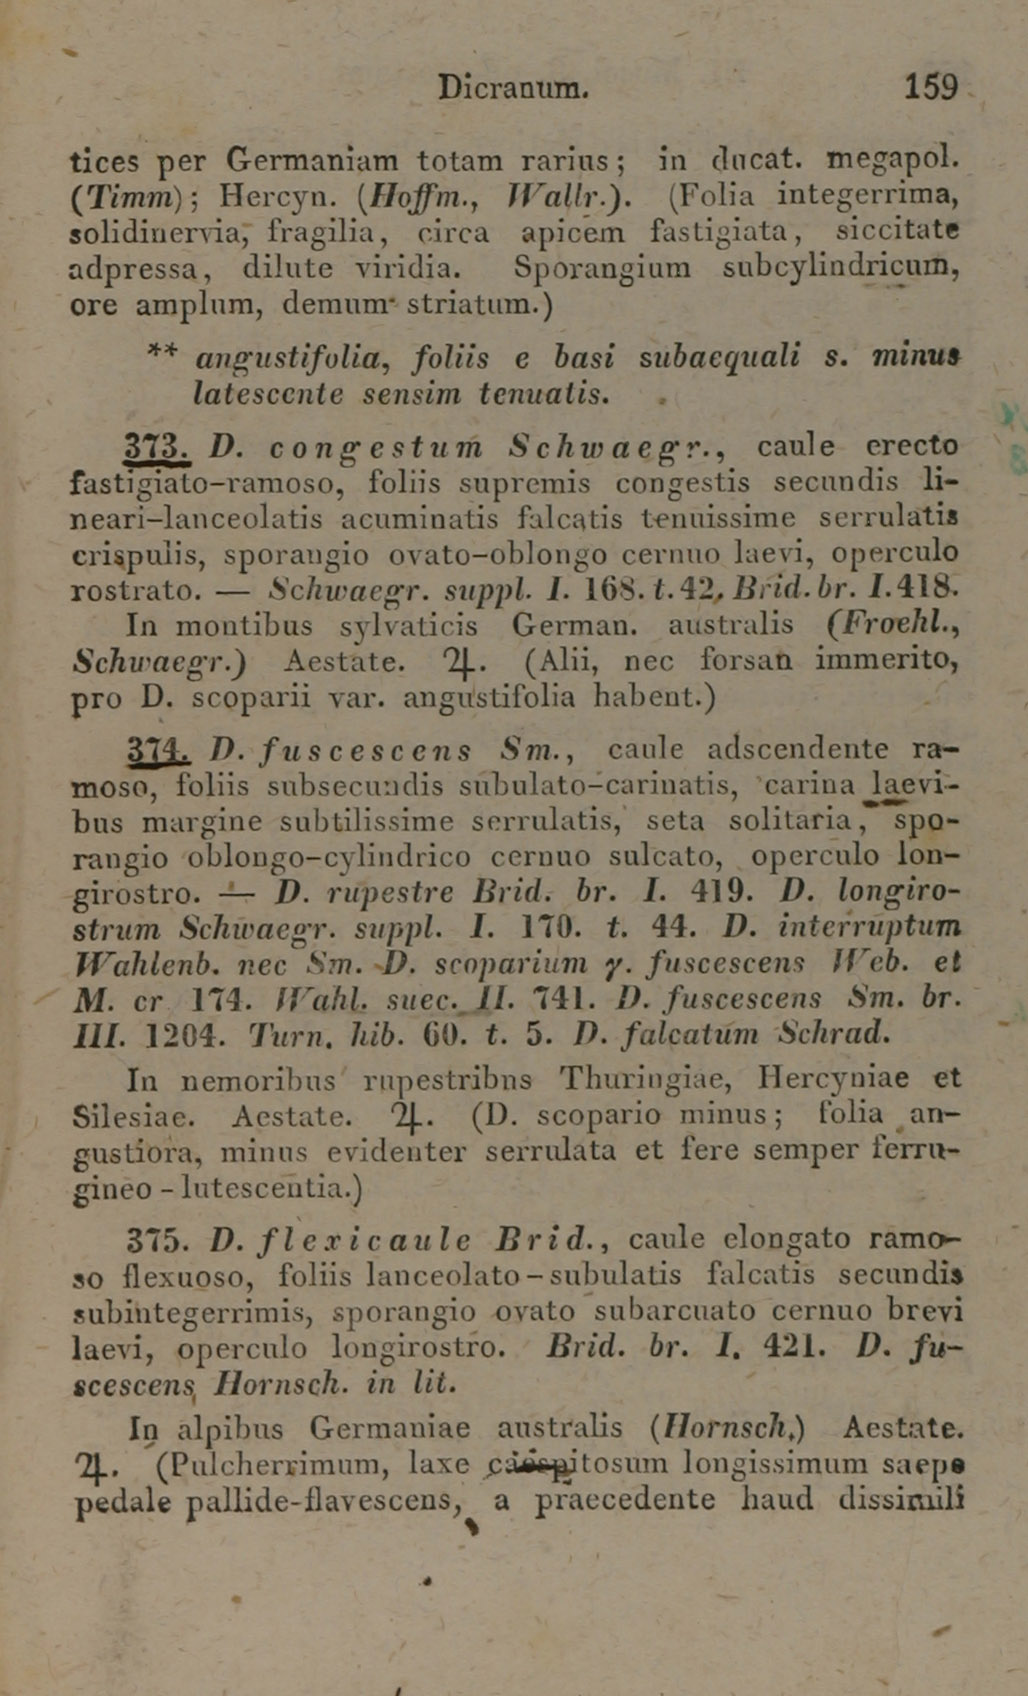 Dicranum. 159
tices per Germaniam totam rarius; in ducat. megapol.
(Timm); Hercyn. (Hoffm., Wallr.). (Folia integerrima,
solidinervia, fragilia, circa apicem fastigiata, siccitate
adpressa, dilute viridia. Sporangium subcylindricum,
ore amplum, demum striatum.)
** angustifolia, foliis e basi subaequali s. minus
latescente sensim tenuatis.
373. D. congestum Schwaegr., caule erecto
fastigiato-ramoso, foliis supremis congestis secundis li-
neari-lanceolatis acuminatis falcatis tenuissime serrulatis
crispulis, sporangio ovato-oblongo cernuo laevi, operculo
rostrato. — Schwaegr. suppl. I. 168. t. 42. Brid. br. I. 418.
In montibus sylvaticis German. australis (Froehl.,
Schwaegr.) Aestate. ♃. (Alii, nec forsan immerito,
pro D. scoparii var. angustifolia habent.)
374. D. fuscescens Sm., caule adscendente ra-
moso, foliis subsecundis subulato-carinatis, carina laevi-
bus margine subtilissime serrulatis, seta solitaria, spo-
rangio oblongo-cylindrico cernuo sulcato, operculo lon-
girostro. — D. rupestre Brid. br. I. 419. D. longiro-
strum Schwaegr. suppl. I. 170. t. 44. D. interruptum
Wahlenb. nec Sm. D. scoparium γ. fuscescens Web. et
M. cr. 174. Wahl. suec. II. 741. D. fuscescens Sm. br.
III. 1204. Turn. hib. 60. t. 5. D. falcatum Schrad.
In nemoribus rupestribus Thuringiae, Hercyniae et
Silesiae. Aestate. ♃. (D. scopario minus; folia an-
gustiora, minus evidenter serrulata et fere semper ferru-
gineo-lutescentia.)
375. D. flexicaule Brid., caule elongato ramo-
so flexuoso, foliis lanceolato-subulatis falcatis secundis
subintegerrimis, sporangio ovato subarcuato cernuo brevi
laevi, operculo longirostro. Brid. br. I. 421. D. fu-
scescens Hornsch. in lit.
In alpibus Germaniae australis (Hornsch.) Aestate.
♃. (Pulcherrimum, laxe caespitosum longissimum saepe
pedale pallide-flavescens, a praecedente haud dissimili